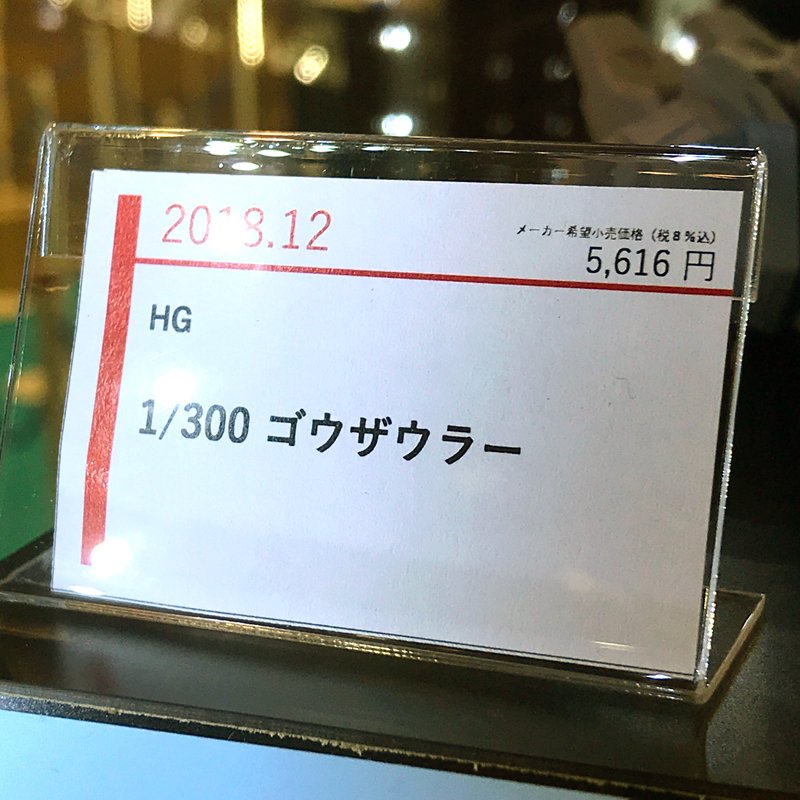 2018.12
メーカー希望小売価格（税8%込）
5,616 円
HG
1/300 ゴウザウラー